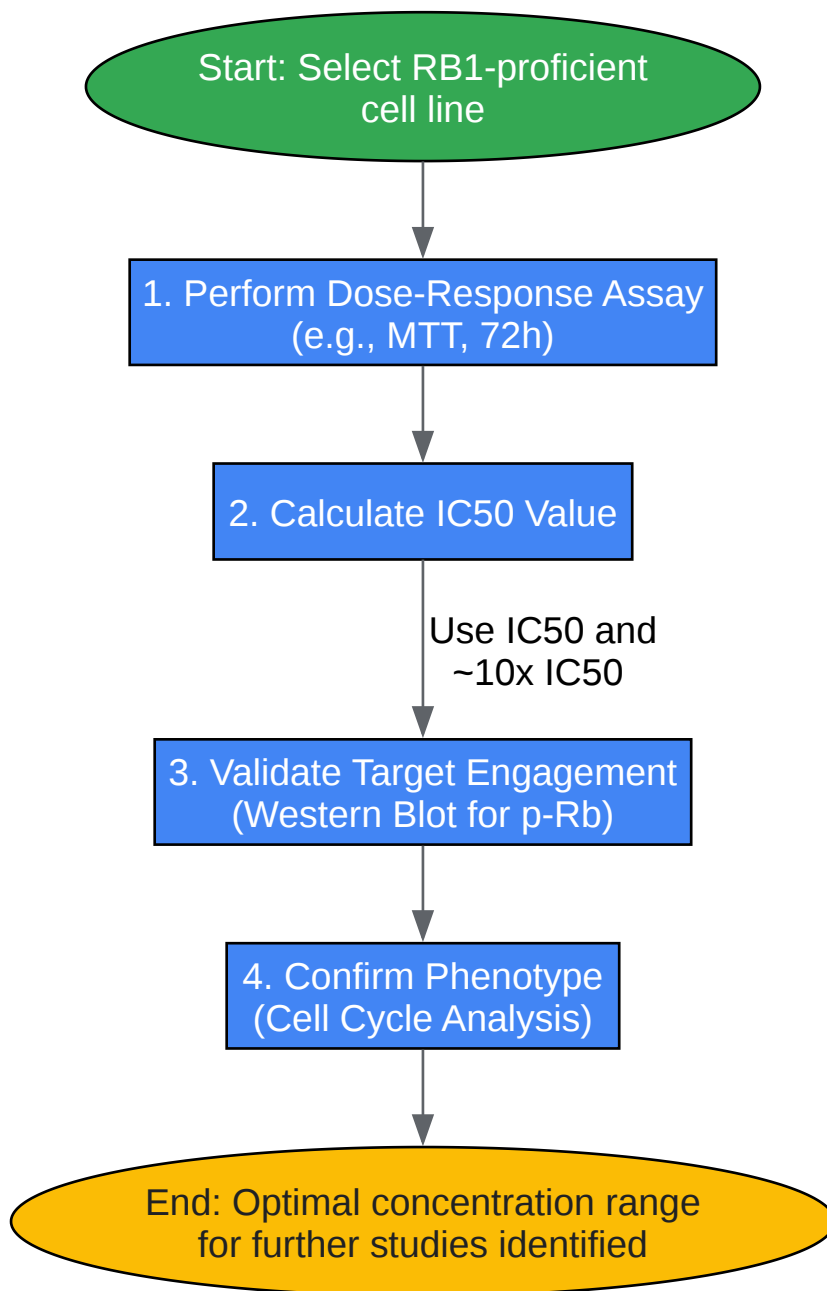 Start: Select RB1-proficient
cell line
1. Perform Dose-Response Assay
(e.g., MTT, 72h)
2. Calculate IC50 Value
Use IC50 and
~10x IC50
3. Validate Target Engagement
(Western Blot for p-Rb)
4. Confirm Phenotype
(Cell Cycle Analysis)
End: Optimal concentration range
for further studies identified